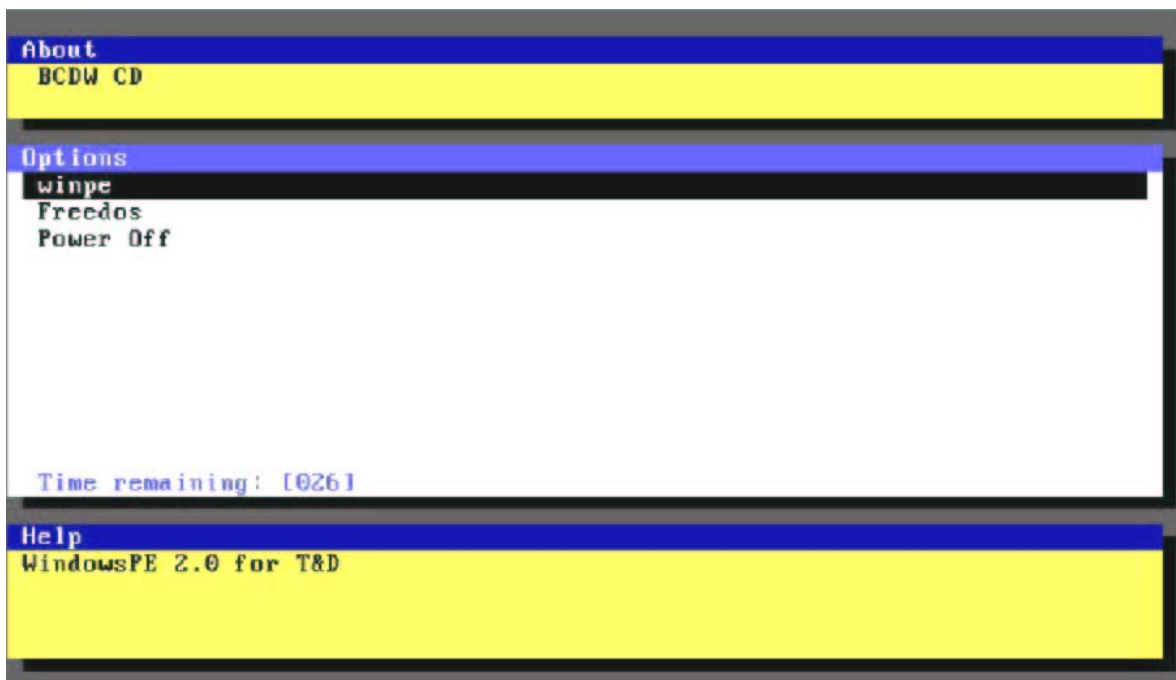 About
BCDW CD
Options
winpe
Freedos
Power Off
Time remaining: [026]
Help
WindowsPE 2.0 for T&D